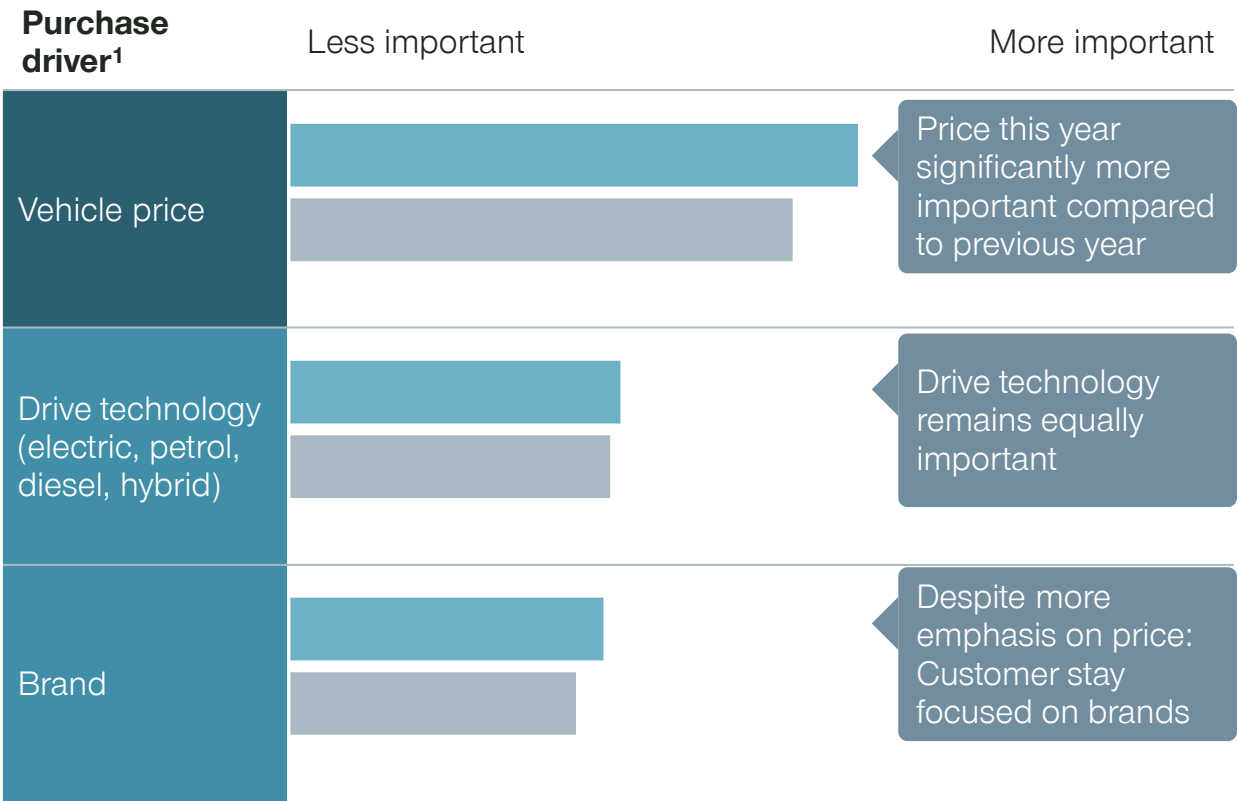 Purchase
driver¹
Less important
More important
Vehicle price
Price this year
significantly more
important compared
to previous year
Drive technology
(electric, petrol,
diesel, hybrid)
Drive technology
remains equally
important
Brand
Despite more
emphasis on price:
Customer stay
focused on brands